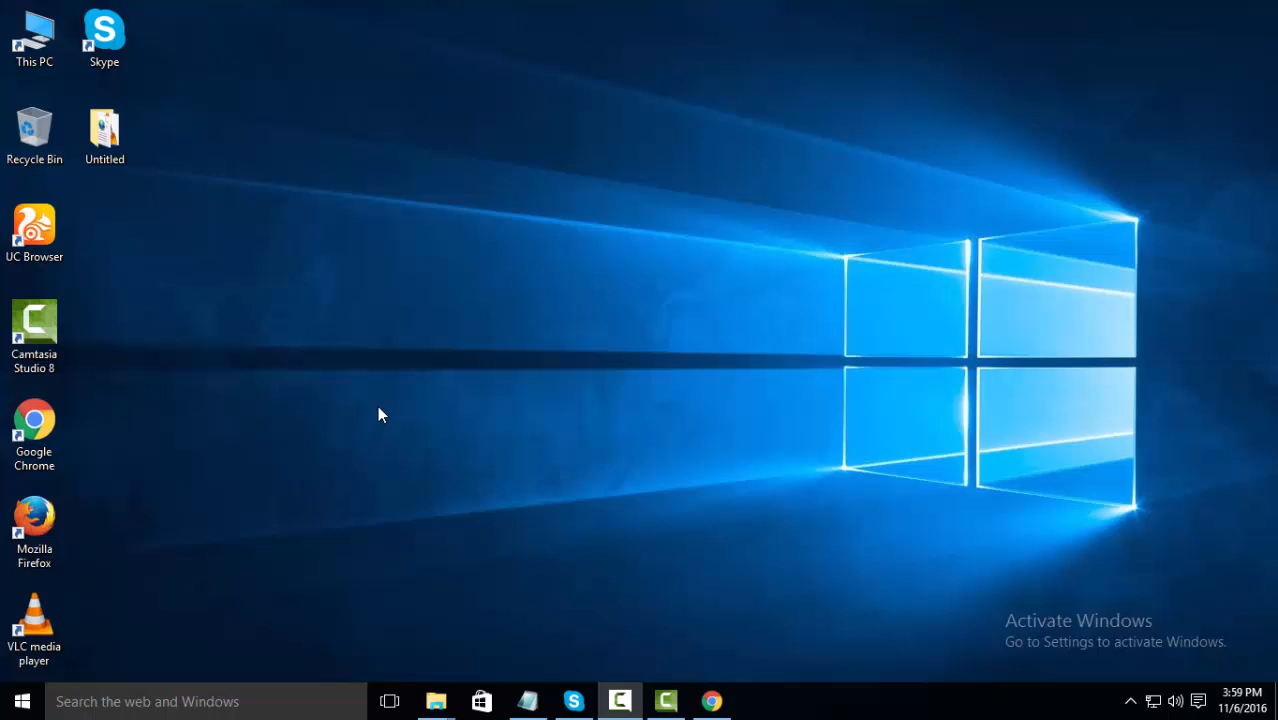 This PC
Skype
Recycle Bin
Untitled
UC Browser
Camtasia
Studio 8
Google
Chrome
Mozilla
Firefox
VLC media
player
Activate Windows
Go to Settings to activate Windows.
Search the web and Windows
3:59 PM
11/6/2016